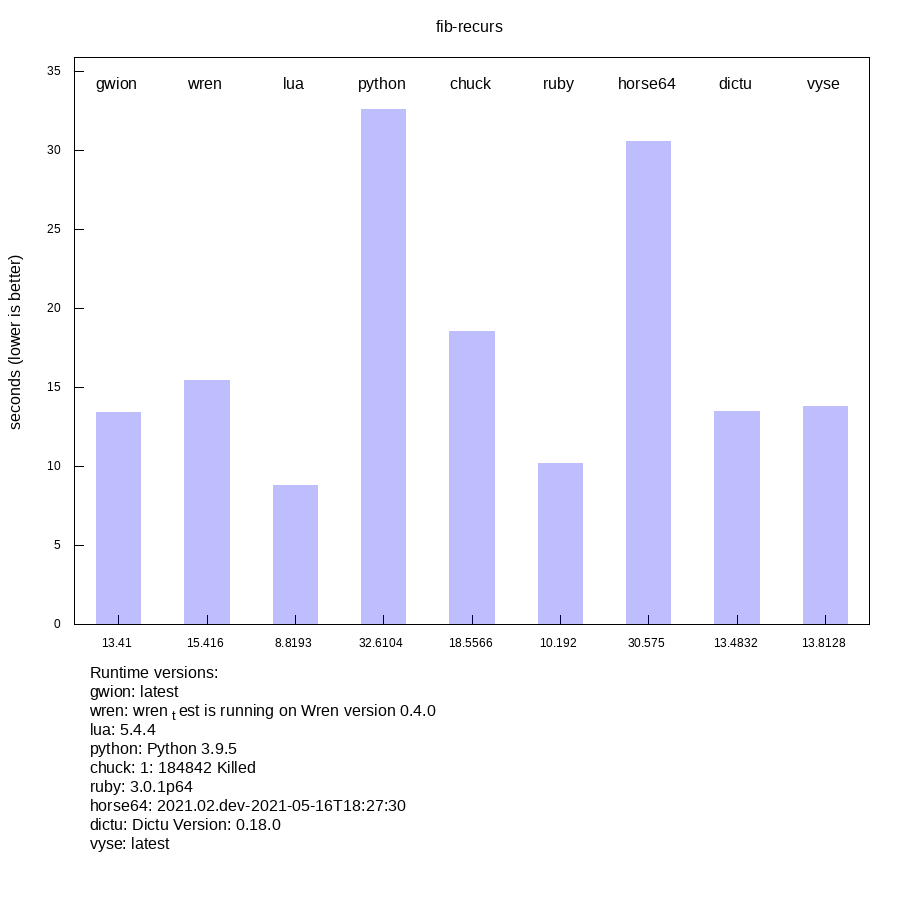 fib-recurs
seconds (lower is better)
35
30
25
20
15
10
5
0
gwion wren lua python chuck ruby horse64 dictu vyse
13.41 15.416 8.8193 32.6104 18.5566 10.192 30.575 13.4832 13.8128
Runtime versions:
gwion: latest
wren: wren t est is running on Wren version 0.4.0
lua: 5.4.4
python: Python 3.9.5
chuck: 1: 184842 Killed
ruby: 3.0.1p64
horse64: 2021.02.dev-2021-05-16T18:27:30
dictu: Dictu Version: 0.18.0
vyse: latest